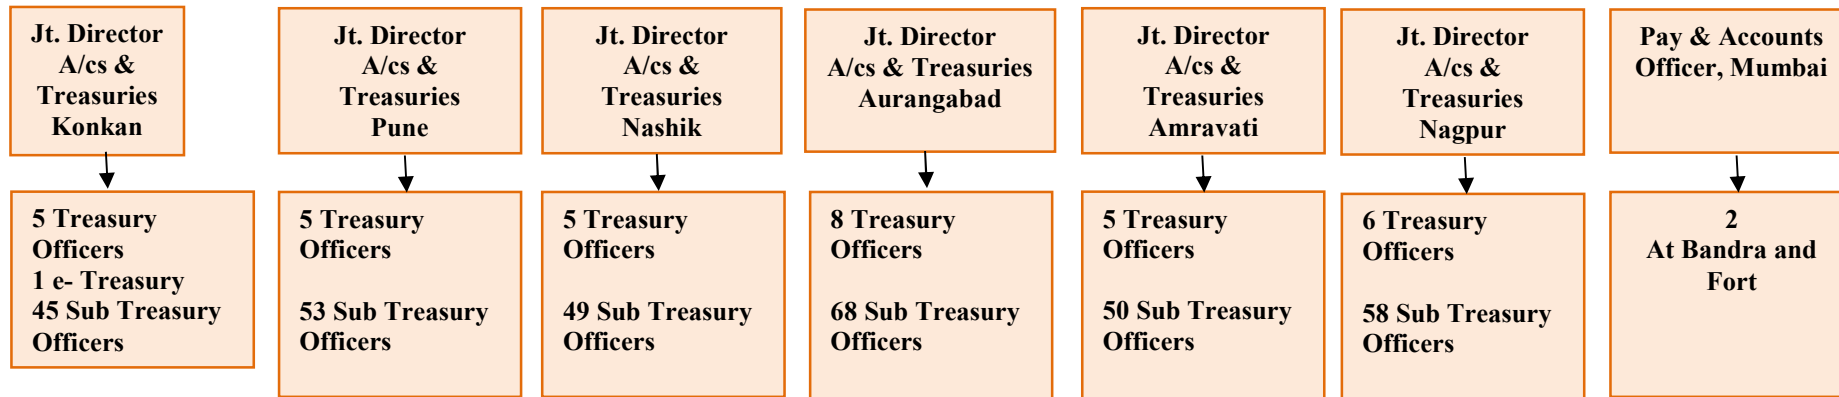 Jt. Director
A/cs &
Treasuries
Konkan
Jt. Director
A/cs &
Treasuries
Pune
Jt. Director
A/cs &
Treasuries
Nashik
Jt. Director
A/cs & Treasuries
Aurangabad
Jt. Director
A/cs &
Treasuries
Amravati
Jt. Director
A/cs &
Treasuries
Nagpur
Pay & Accounts
Officer, Mumbai
5 Treasury
Officers
1 e- Treasury
45 Sub Treasury
Officers
5 Treasury
Officers
53 Sub Treasury
Officers
5 Treasury
Officers
49 Sub Treasury
Officers
8 Treasury
Officers
68 Sub Treasury
Officers
5 Treasury
Officers
50 Sub Treasury
Officers
6 Treasury
Officers
58 Sub Treasury
Officers
2
At Bandra and
Fort